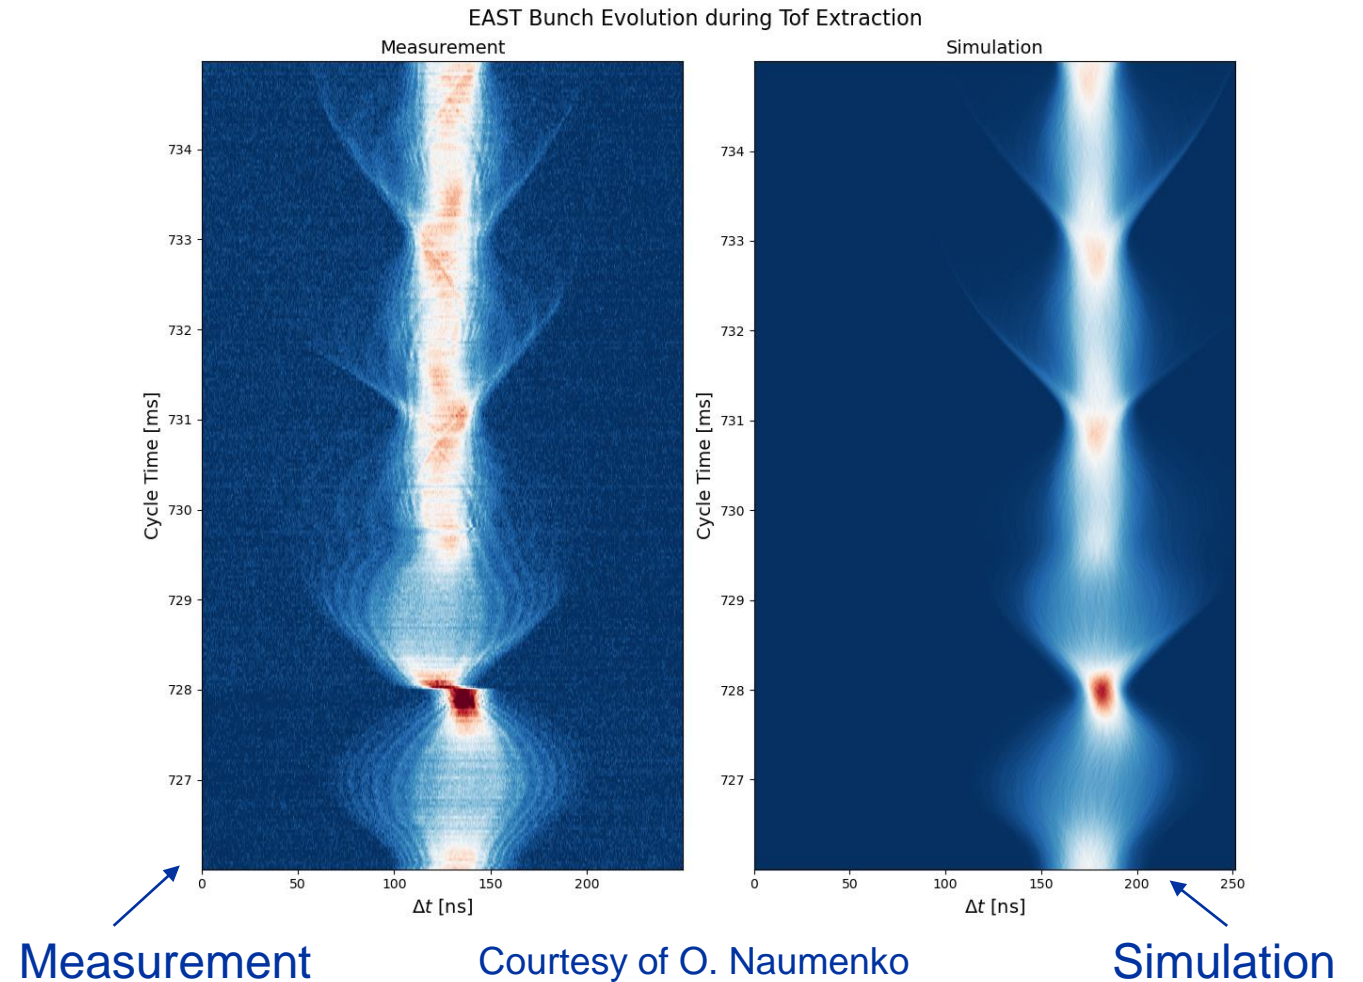 EAST Bunch Evolution during Tof Extraction
Measurement
Simulation
Cycle Time [ms]
734
733
732
731
730
729
728
727
0 50 100 150 200
Δt [ns]
Cycle Time [ms]
734
733
732
731
730
729
728
727
0 50 100 150 200 250
Δt [ns]
Measurement
Courtesy of O. Naumenko
Simulation